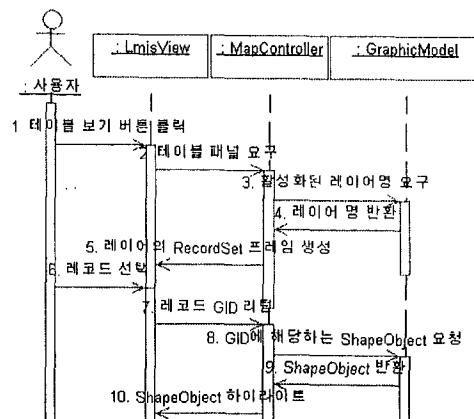 : LmisView
: MapController
: GraphicModel
: 사용자
1 테이블 보기 버튼 클릭
2 테이블 패널 요구
3. 활성화된 레이어명 요구
4. 레이어 명 반환
5. 레이어의 RecordSet 프레임 생성
6. 레코드 선택
7. 레코드 GID 리턴
8. GID에 해당하는 ShapeObject 요청
9. ShapeObject 반환
10. ShapeObject 하이라이트